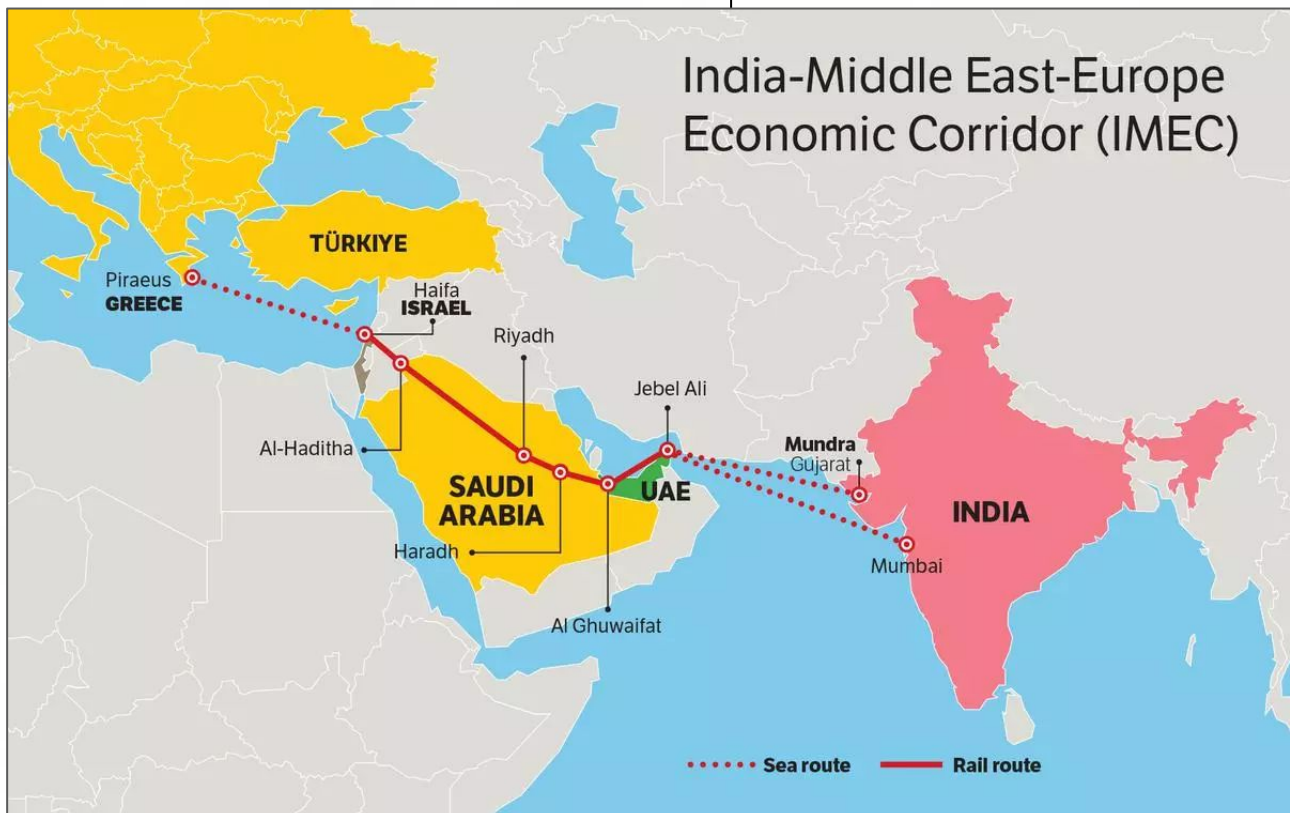 India-Middle East-Europe
Economic Corridor (IMEC)
TÜRKIYE
Piraeus
GREECE
Haifa
ISRAEL
Riyadh
Jebel Ali
Al-Haditha
Mundra
Gujarat
SAUDI
ARABIA
UAE
INDIA
Haradh
Mumbai
Al Ghuwaifat
Sea route
Rail route